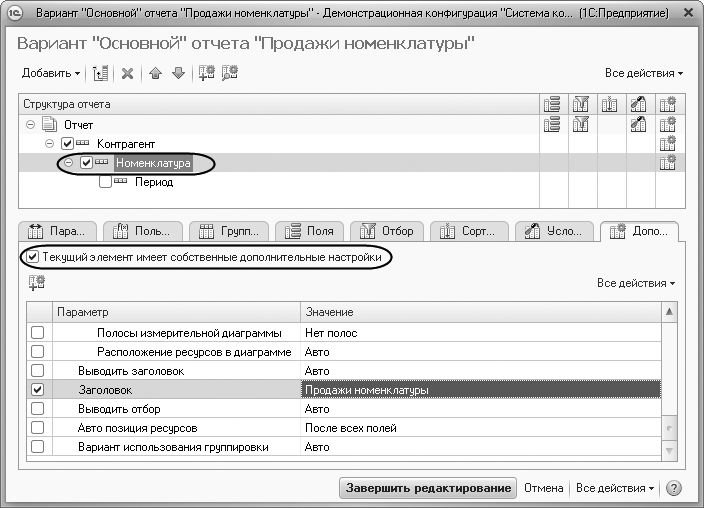 Вариант "Основной" отчета "Продажи номенклатуры" - Демонстрационная конфигурация "Система ко... (1С:Предприятие)
Вариант "Основной" отчета "Продажи номенклатуры"
Добавить Все действия
Структура отчета
Отчет
Контрагент
Номенклатура
Период
Пара... Поль... Групп... Поля Отбор Сорт... Усло... Допо...
Текущий элемент имеет собственные дополнительные настройки
Все действия
Параметр Значение
Полосы измерительной диаграммы Нет полос
Расположение ресурсов в диаграмме Авто
Выводить заголовок Авто
Заголовок Продажи номенклатуры
Выводить отбор Авто
Авто позиция ресурсов После всех полей
Вариант использования группировки Авто
Завершить редактирование Отмена Все действия ?